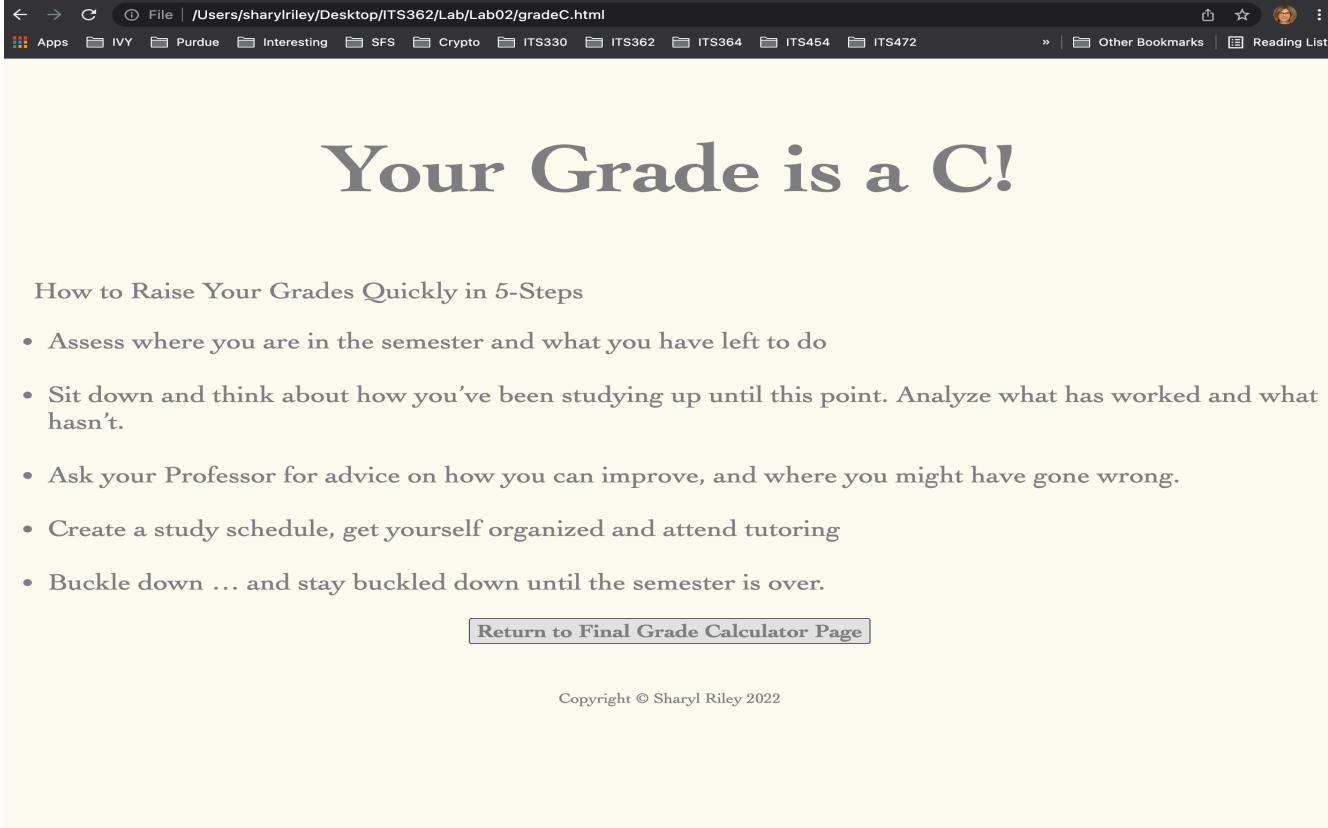 File | /Users/sharylriley/Desktop/ITS362/Lab/Lab02/gradeC.html
Apps IVY Purdue Interesting SFS Crypto ITS330 ITS362 ITS364 ITS454 ITS472 » Other Bookmarks Reading List
Your Grade is a C!
How to Raise Your Grades Quickly in 5-Steps
• Assess where you are in the semester and what you have left to do
• Sit down and think about how you’ve been studying up until this point. Analyze what has worked and what
hasn’t.
• Ask your Professor for advice on how you can improve, and where you might have gone wrong.
• Create a study schedule, get yourself organized and attend tutoring
• Buckle down … and stay buckled down until the semester is over.
Return to Final Grade Calculator Page
Copyright © Sharyl Riley 2022